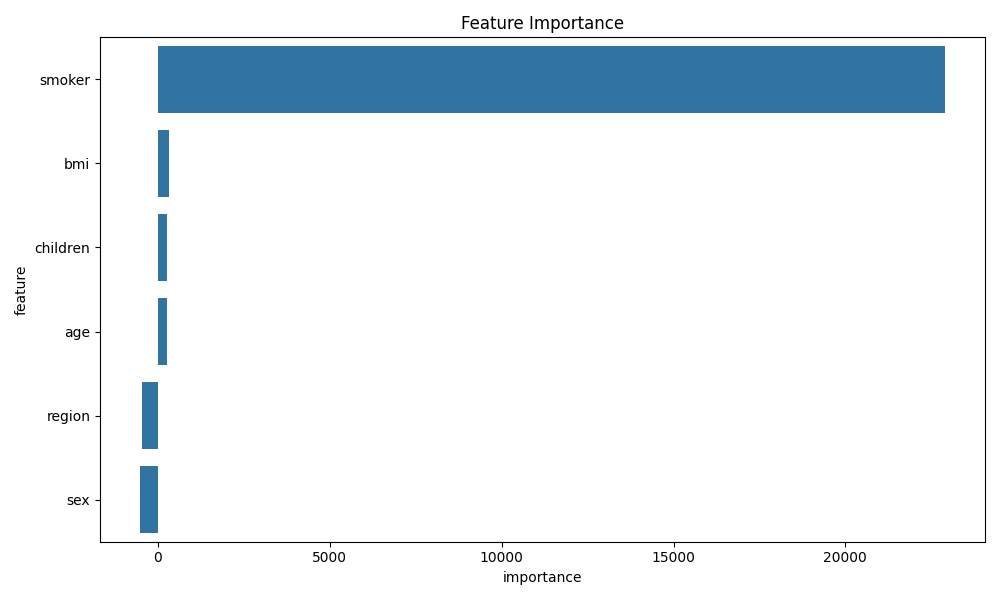 Feature Importance
smoker
bmi
children
age
region
sex
feature
0 5000 10000 15000 20000
importance